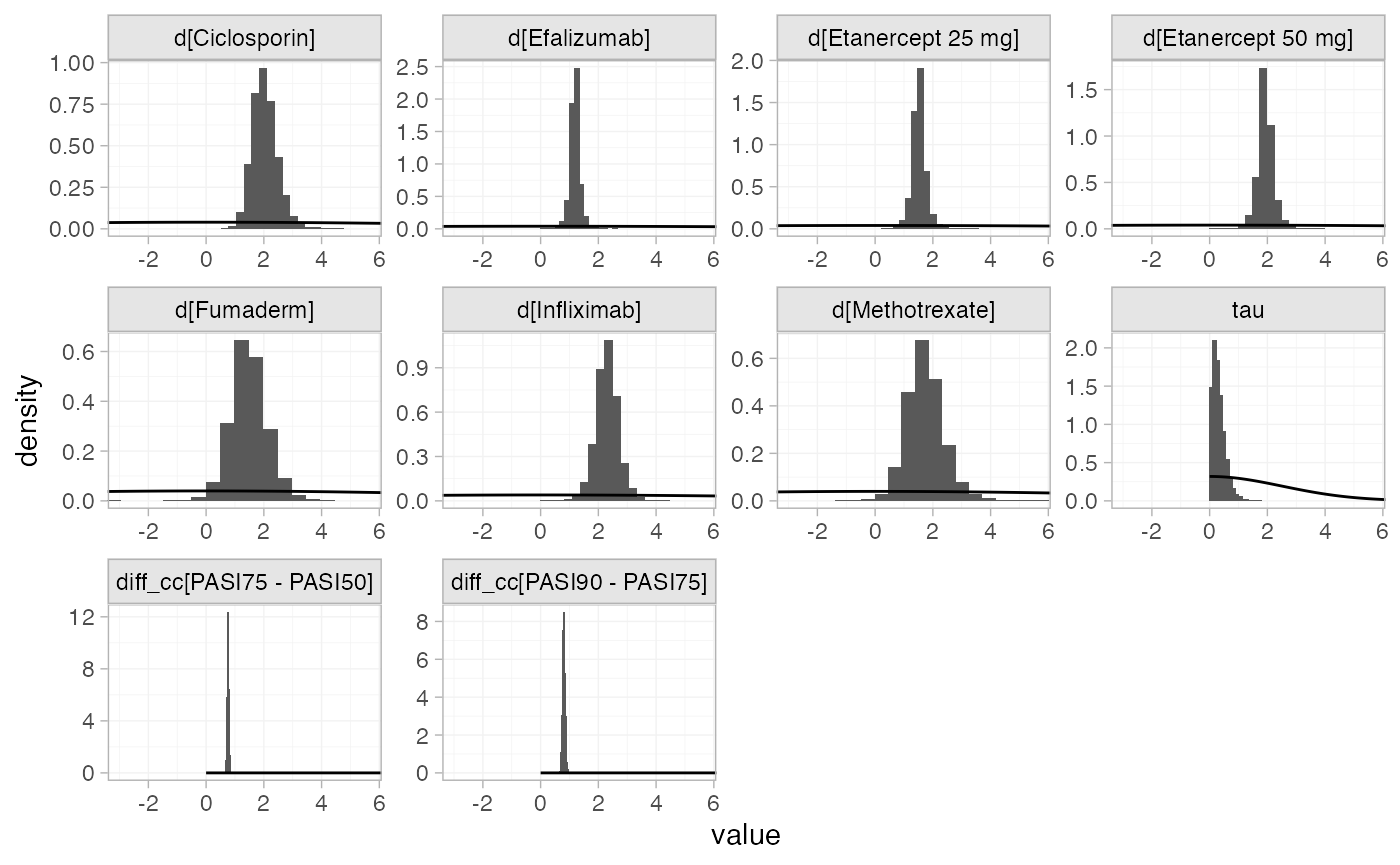 d[Ciclosporin] d[Efalizumab] d[Etanercept 25 mg] d[Etanercept 50 mg]
1.00 2.5 2.0 1.5
0.75 2.0 1.5 1.0
0.50 1.5 1.0 0.5
0.25 1.0 0.5 0.0
0.00 0.5 0.0
0.0
-2 0 2 4 6 -2 0 2 4 6 -2 0 2 4 6 -2 0 2 4 6
d[Fumaderm] d[Infliximab] d[Methotrexate] tau
0.6 0.9 0.6 2.0
0.4 0.6 0.4 1.5
0.2 0.3 0.2 1.0
0.0 0.0 0.0 0.5
0.0
-2 0 2 4 6 -2 0 2 4 6 -2 0 2 4 6 -2 0 2 4 6
density
diff_cc[PASI75 - PASI50] diff_cc[PASI90 - PASI75]
12 8
8 6
4 4
0 2
0
-2 0 2 4 6 -2 0 2 4 6
value